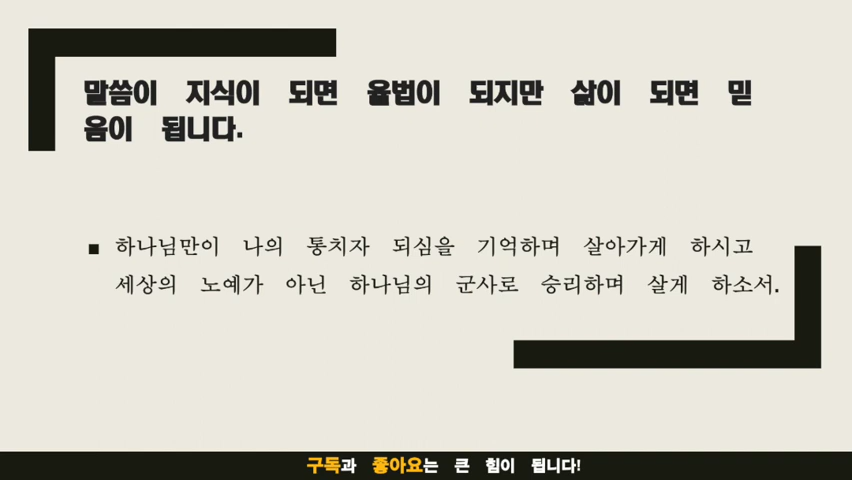 말씀이 지식이 되면 율법이 되지만 삶이 되면 믿
음이 됩니다.
■ 하나님만이 나의 통치자 되심을 기억하며 살아가게 하시고
세상의 노예가 아닌 하나님의 군사로 승리하며 살게 하소서.
구독과 좋아요는 큰 힘이 됩니다!